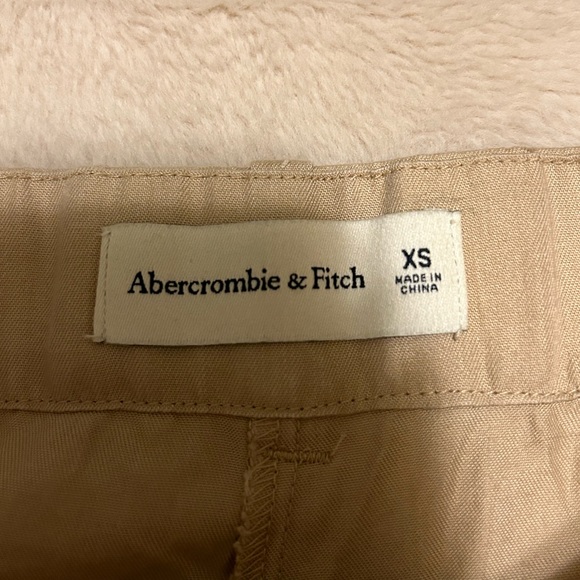 Abercrombie & Fitch
XS
MADE IN
CHINA